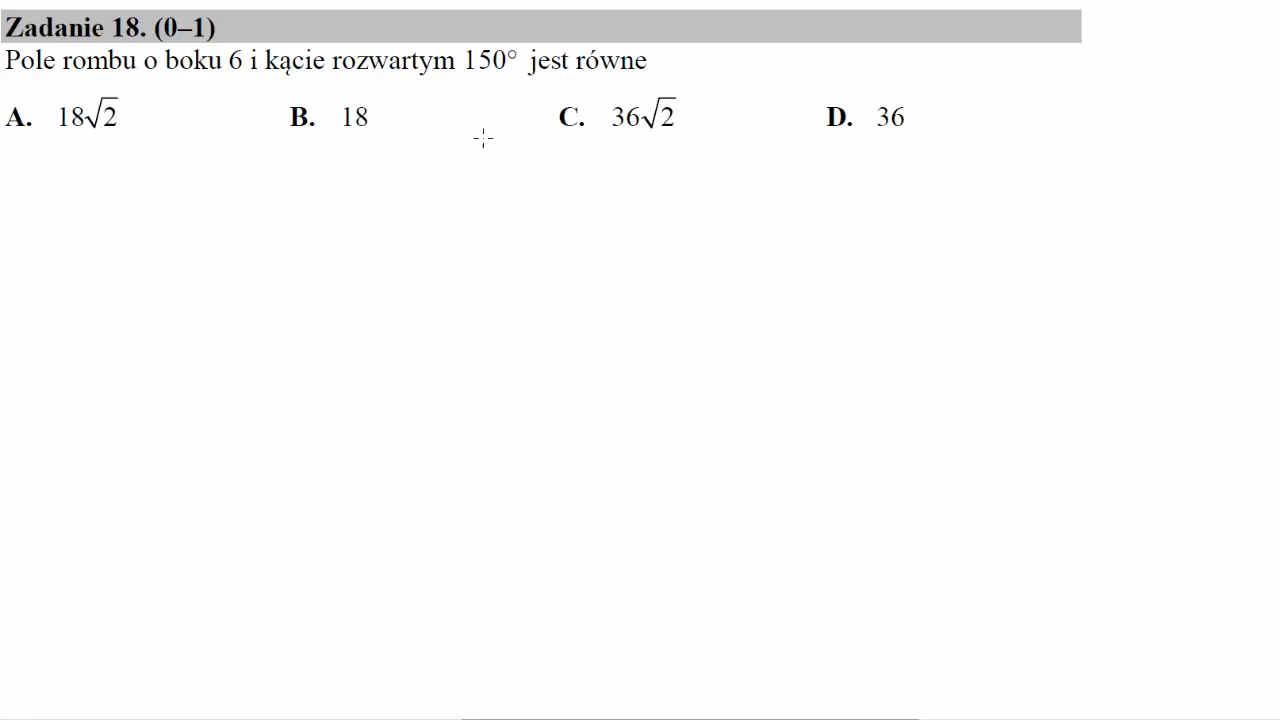 Zadanie 18. (0–1)
Pole rombu o boku 6 i kącie rozwartym 150° jest równe
A. 18√2 B. 18 C. 36√2 D. 36